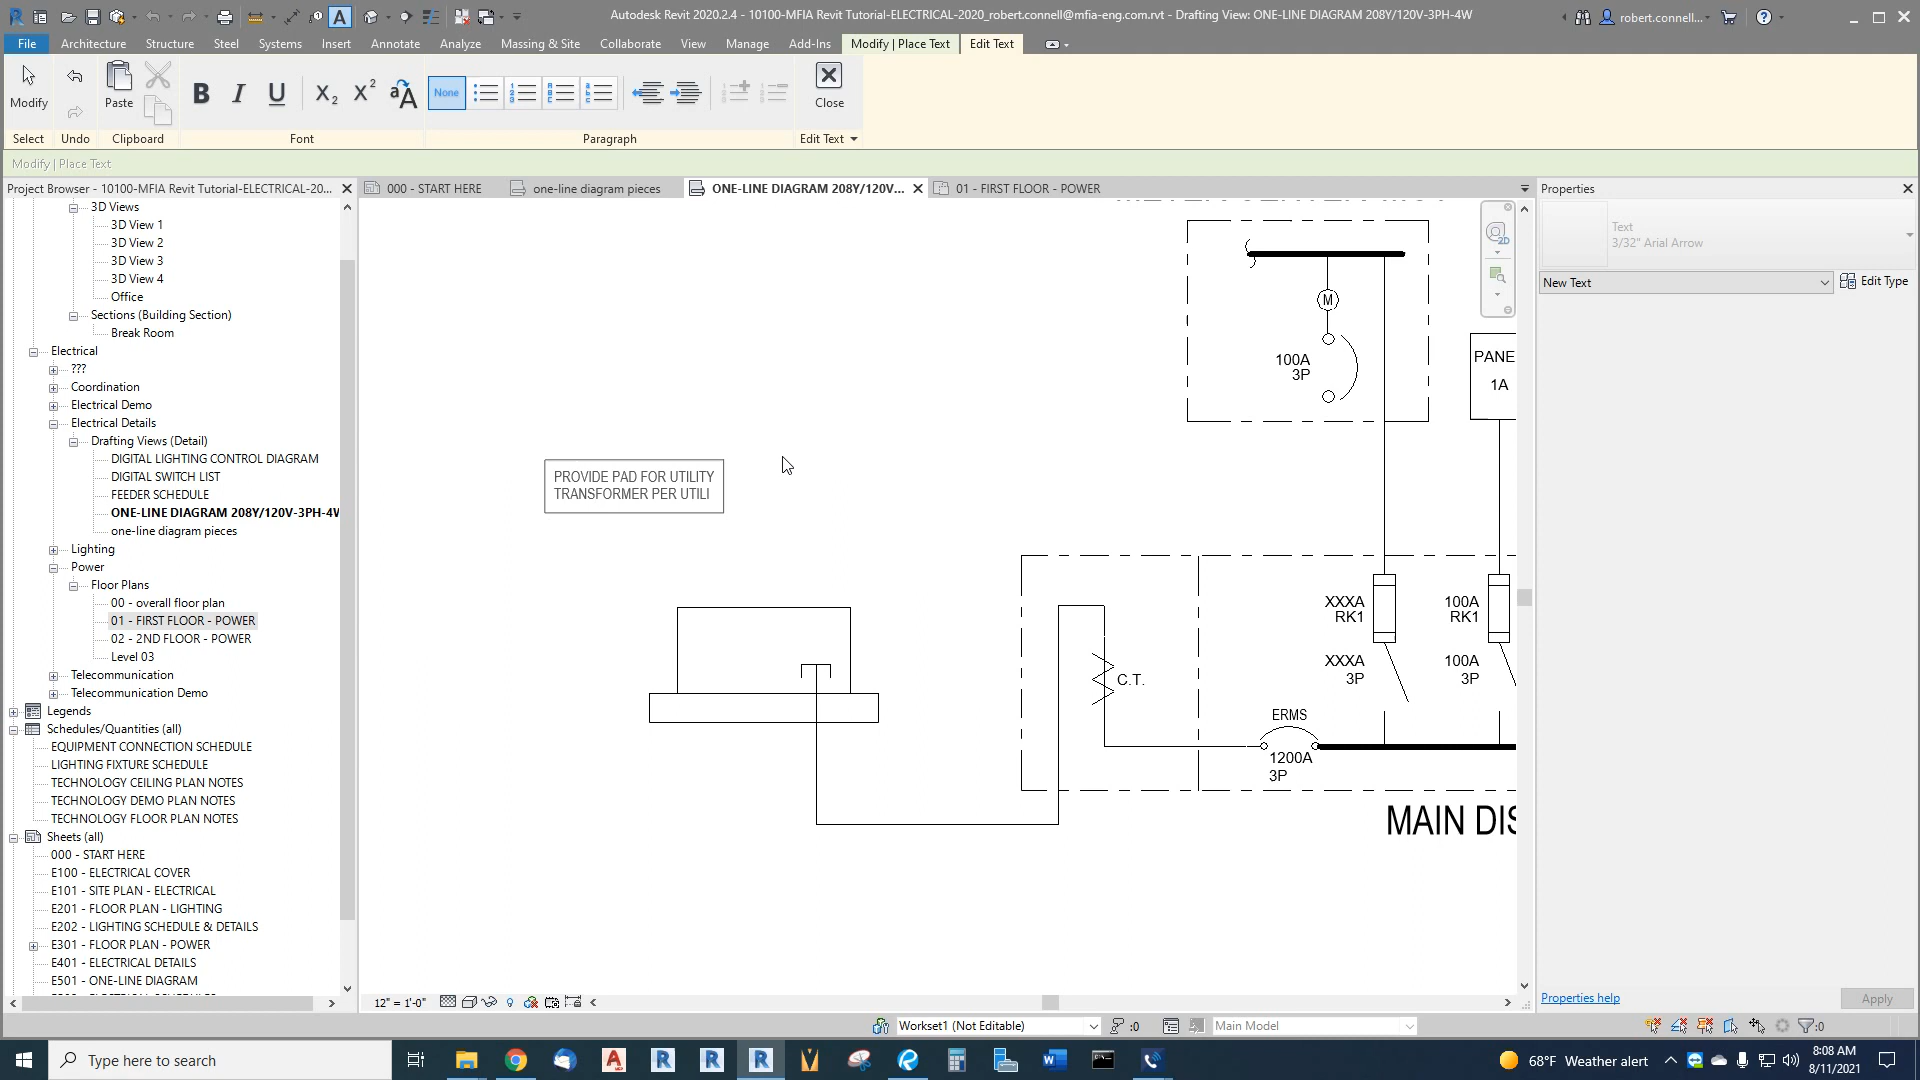 Autodesk Revit 2020.2.4 - 10100-MFIA Revit Tutorial-ELECTRICAL-2020_robert.connell@mfia-eng.com.rvt - Drafting View: ONE-LINE DIAGRAM 208Y/120V-3PH-4W
robert.connell...
File Architecture Structure Steel Systems Insert Annotate Analyze Massing & Site Collaborate View Manage Add-Ins Modify | Place Text Edit Text
Modify Paste B I U X2 X2 aA None Close
Select Undo Clipboard Font Paragraph Edit Text
Modify | Place Text
Project Browser - 10100-MFIA Revit Tutorial-ELECTRICAL-20...
000 - START HERE
one-line diagram pieces
ONE-LINE DIAGRAM 208Y/120V...
01 - FIRST FLOOR - POWER
3D Views
3D View 1
3D View 2
3D View 3
3D View 4
Office
Sections (Building Section)
Break Room
Electrical
???
Coordination
Electrical Demo
Electrical Details
Drafting Views (Detail)
DIGITAL LIGHTING CONTROL DIAGRAM
DIGITAL SWITCH LIST
FEEDER SCHEDULE
ONE-LINE DIAGRAM 208Y/120V-3PH-4W
one-line diagram pieces
Lighting
Power
Floor Plans
00 - overall floor plan
01 - FIRST FLOOR - POWER
02 - 2ND FLOOR - POWER
Level 03
Telecommunication
Telecommunication Demo
Legends
Schedules/Quantities (all)
EQUIPMENT CONNECTION SCHEDULE
LIGHTING FIXTURE SCHEDULE
TECHNOLOGY CEILING PLAN NOTES
TECHNOLOGY DEMO PLAN NOTES
TECHNOLOGY FLOOR PLAN NOTES
Sheets (all)
000 - START HERE
E100 - ELECTRICAL COVER
E101 - SITE PLAN - ELECTRICAL
E201 - FLOOR PLAN - LIGHTING
E202 - LIGHTING SCHEDULE & DETAILS
E301 - FLOOR PLAN - POWER
E401 - ELECTRICAL DETAILS
E501 - ONE-LINE DIAGRAM
M
100A
3P
PANE
1A
PROVIDE PAD FOR UTILITY
TRANSFORMER PER UTILI
XXXA
RK1
100A
RK1
XXXA
3P
100A
3P
C.T.
ERMS
1200A
3P
MAIN DIS
2D
Properties
Text
3/32" Arial Arrow
New Text
Edit Type
Properties help
Apply
12" = 1'-0"
Workset1 (Not Editable)
:0
Main Model
:0
Type here to search
68°F Weather alert
8:08 AM
8/11/2021